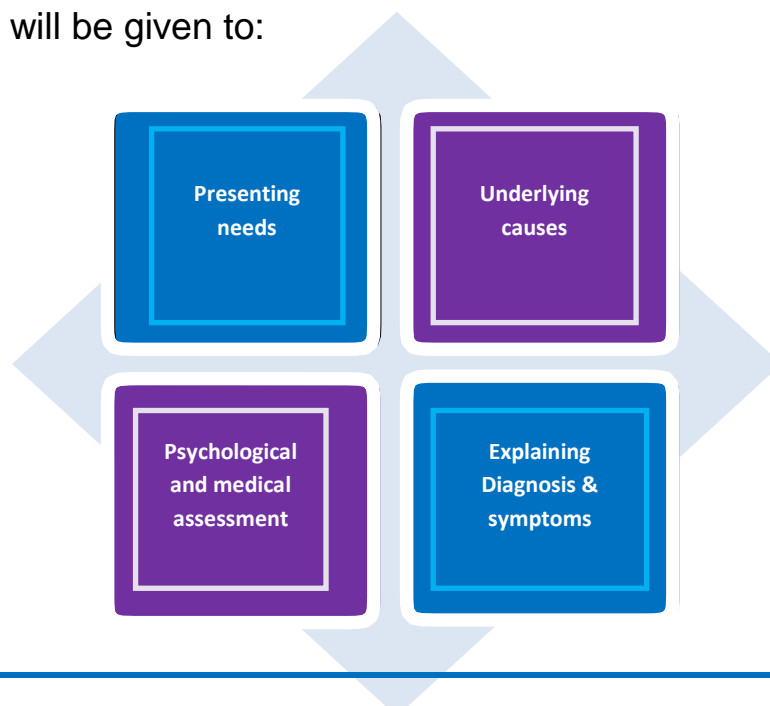 will be given to:
Presenting
needs
Underlying
causes
Psychological
and medical
assessment
Explaining
Diagnosis &
symptoms